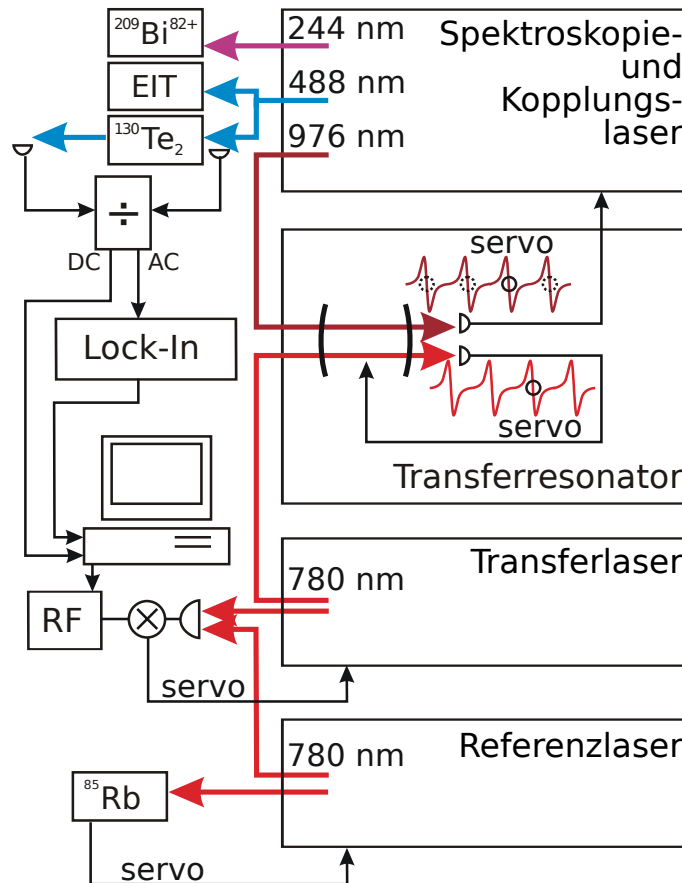 ²⁰⁹Bi⁸²⁺
244 nm
Spektroskopie-
und
Kopplungs-
laser
EIT
488 nm
¹³⁰Te₂
976 nm
÷
DC
AC
servo
Lock-In
servo
Transferresonator
780 nm
Transferlaser
RF
servo
780 nm
Referenzlaser
⁸⁵Rb
servo